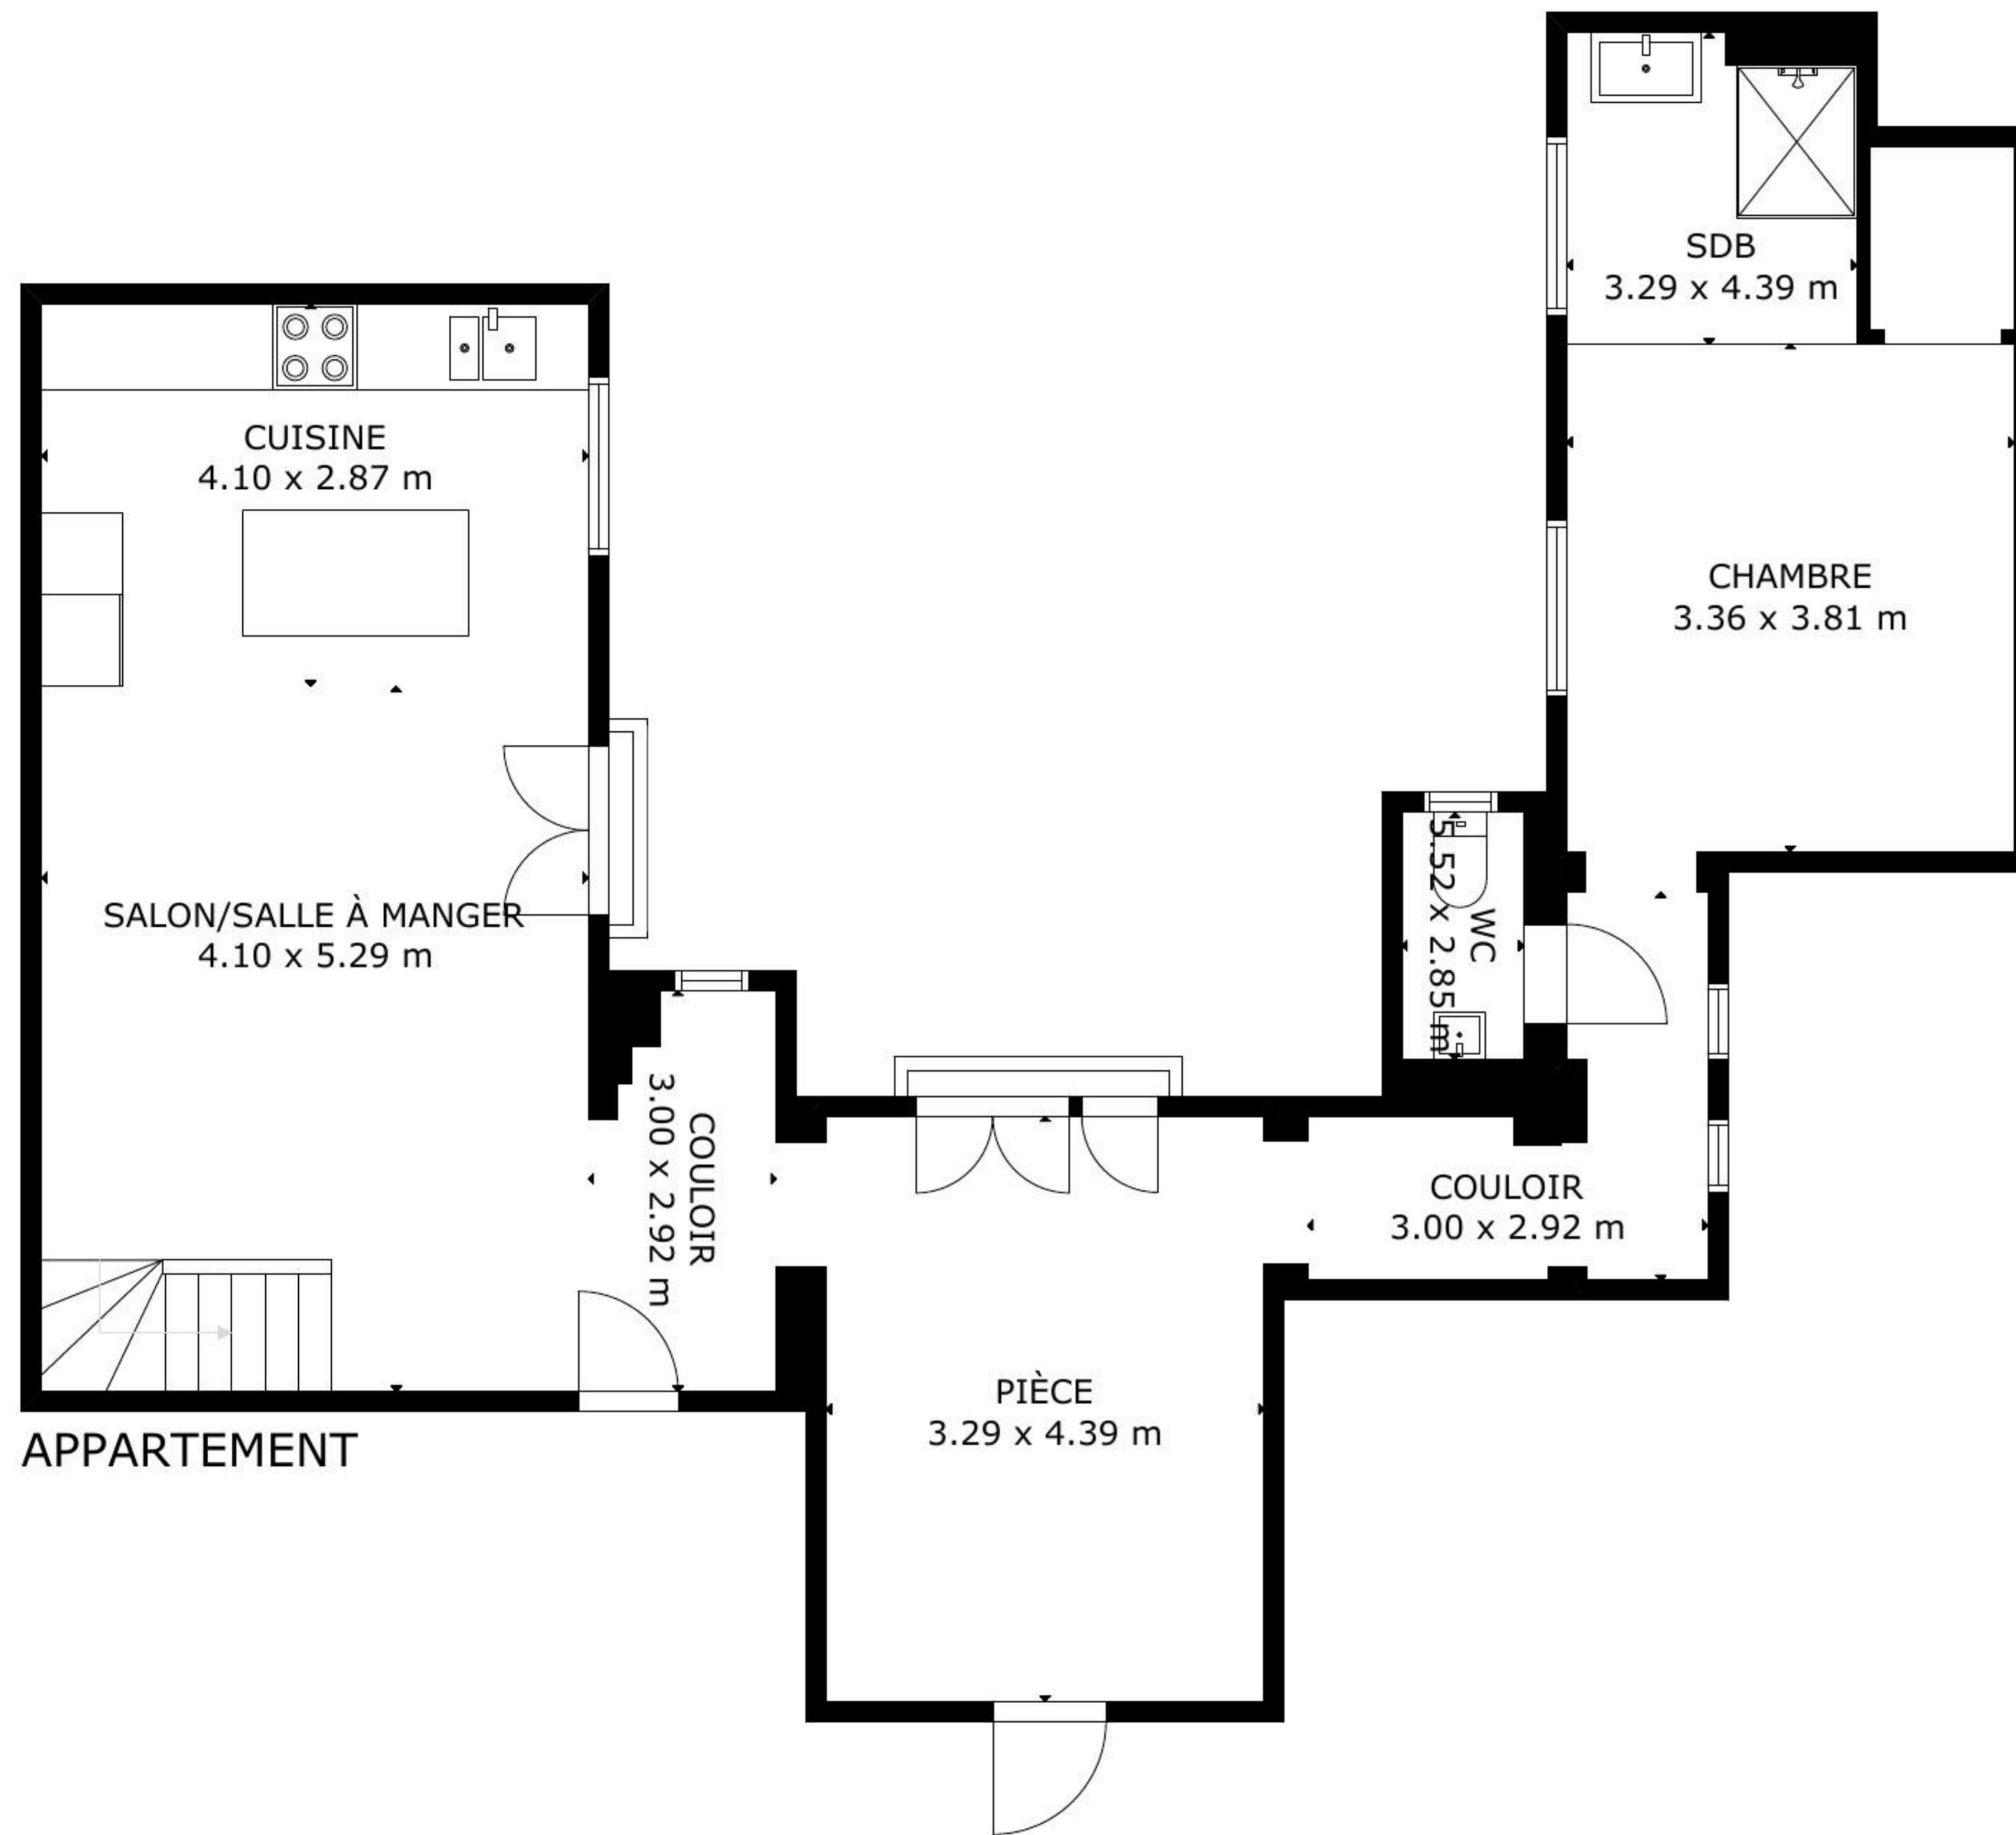 SDB
3.29 x 4.39 m
CUISINE
4.10 x 2.87 m
CHAMBRE
3.36 x 3.81 m
SALON/SALLE À MANGER
4.10 x 5.29 m
WC
5.52 x 2.85 m
COULOIR
3.00 x 2.92 m
COULOIR
3.00 x 2.92 m
PIÈCE
3.29 x 4.39 m
APPARTEMENT